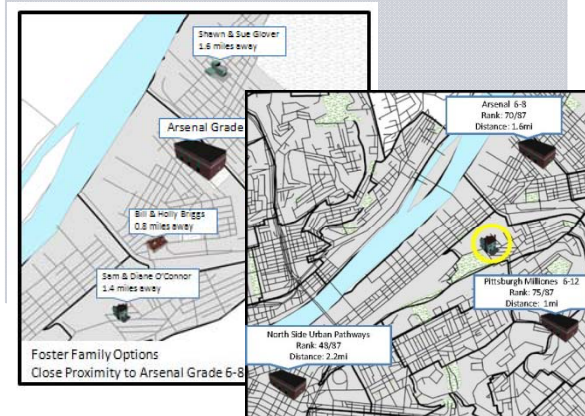 Shawn & Sue Glover
1.6 miles away
Arsenal Grade
Bill & Holly Briggs
0.8 miles away
Sam & Diane O'Connor
1.4 miles away
Foster Family Options
Close Proximity to Arsenal Grade 6-8
Arsenal 6-8
Rank: 70/87
Distance: 1.6mi
Pittsburgh Milliones 6-12
Rank: 75/87
Distance: 1mi
North Side Urban Pathways
Rank: 48/87
Distance: 2.2mi